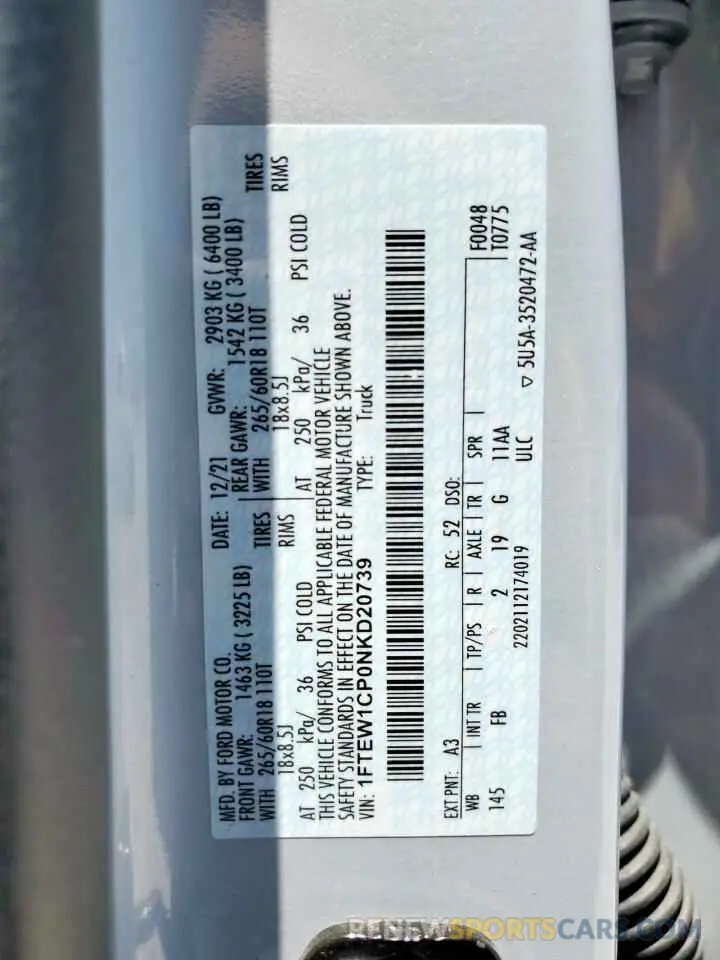 MFD. BY FORD MOTOR CO. DATE: 12/21 GVWR: 2903 KG ( 6400 LB)
FRONT GAWR: 1463 KG ( 3225 LB) REAR GAWR: 1542 KG ( 3400 LB)
WITH 265/60R18 110T TIRES WITH 265/60R18 110T TIRES
18x8.5J RIMS 18x8.5J RIMS
AT 250 kPa/ 36 PSI COLD AT 250 kPa/ 36 PSI COLD
THIS VEHICLE CONFORMS TO ALL APPLICABLE FEDERAL MOTOR VEHICLE
SAFETY STANDARDS IN EFFECT ON THE DATE OF MANUFACTURE SHOWN ABOVE.
VIN: 1FTEW1CP0NKD20739 TYPE: Truck
EXT PNT: A3 RC: 52 DSO: F0048
WB INT TR TP/PS R AXLE TR SPR T0775
145 FB 2 19 G 11AA
2202112174019 ULC ▽ 5U5A-3520472-AA
RENEWSPORTSCARS.COM